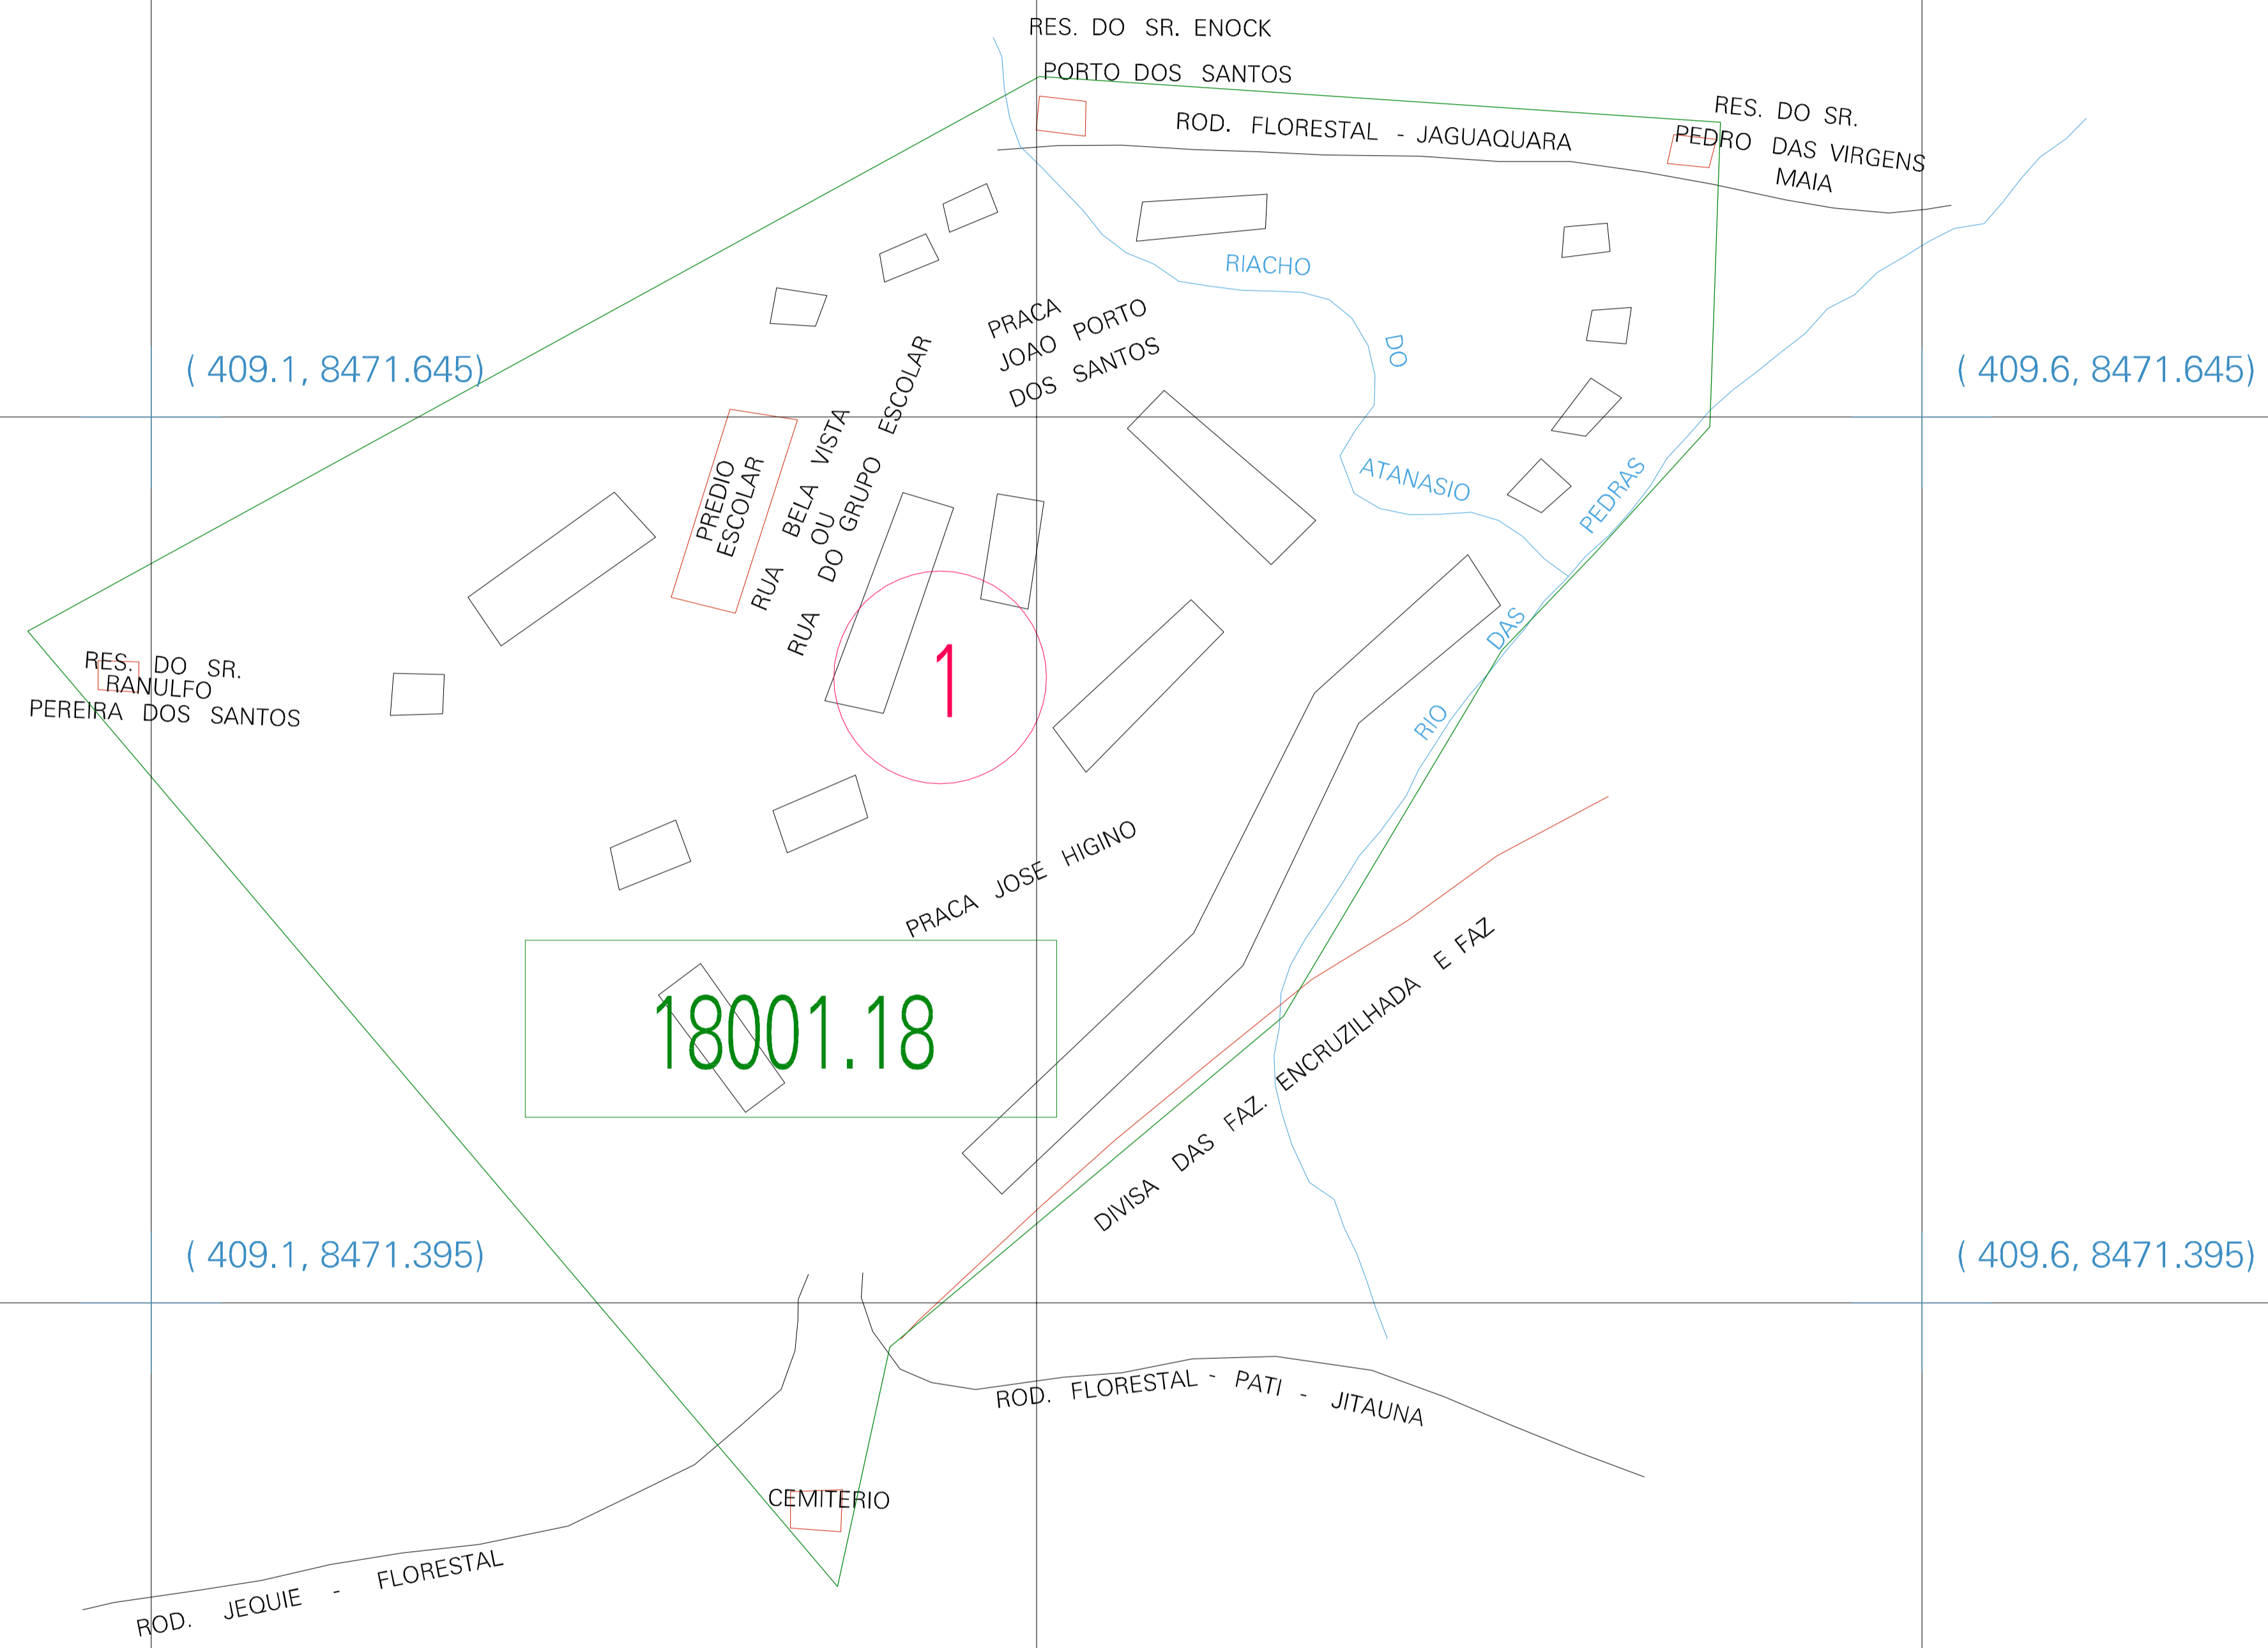 RES. DO SR. ENOCK
PORTO DOS SANTOS
ROD. FLORESTAL - JAGUAQUARA
RES. DO SR.
PEDRO DAS VIRGENS
MAIA
RIACHO
DO
ATANASIO
PRACA
JOAO PORTO
DOS SANTOS
( 409.1, 8471.645)
( 409.6, 8471.645)
PREDIO
ESCOLAR
RUA BELA VISTA
OU
RUA DO GRUPO ESCOLAR
RIO DAS PEDRAS
RES. DO SR.
RANULFO
PEREIRA DOS SANTOS
1
PRACA JOSE HIGINO
18001.18
DIVISA DAS FAZ. ENCRUZILHADA E FAZ
( 409.1, 8471.395)
( 409.6, 8471.395)
ROD. FLORESTAL - PATI - JITAUNA
CEMITERIO
ROD. JEQUIE - FLORESTAL